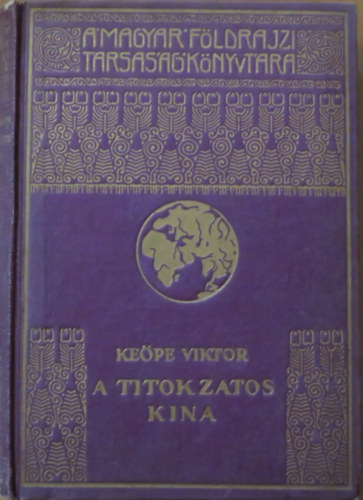 A MAGYAR FÖLDRAJZI
TÁRSASÁG KÖNYVTÁRA
KEÖPE VIKTOR
A TITOKZATOS
KINA